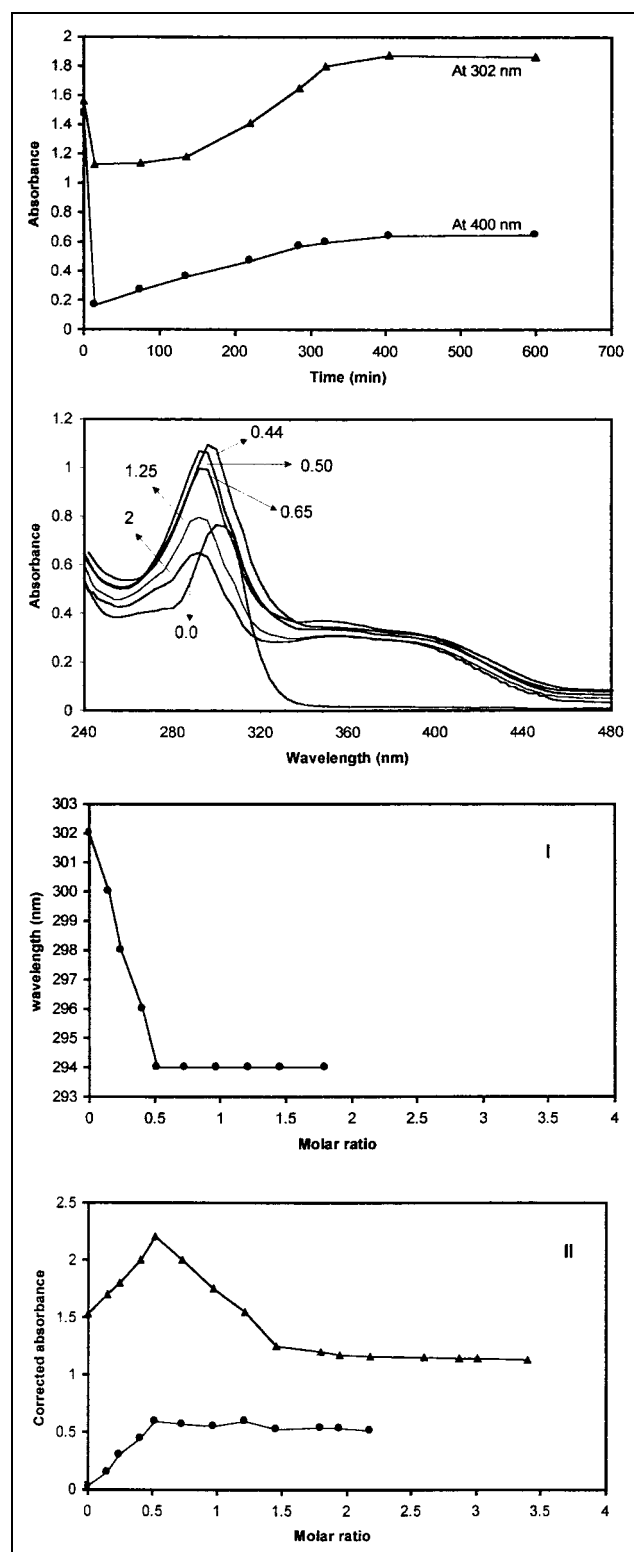 2
1.8
At 302 nm
1.6
1.4
1.2
1
0.8
At 400 nm
0.6
0.4
0.2
0
Absorbance
0 100 200 300 400 500 600 700
Time (min)
1.2
0.44
1
1.25
0.50
0.8
2
0.65
0.6
0.4
0.0
0.2
0
Absorbance
240 280 320 360 400 440 480
Wavelength (nm)
303
302
I
301
300
299
298
297
296
295
294
293
wavelength (nm)
0 0.5 1 1.5 2 2.5 3 3.5 4
Molar ratio
2.5
II
2
1.5
1
0.5
0
Corrected absorbance
0 0.5 1 1.5 2 2.5 3 3.5 4
Molar ratio